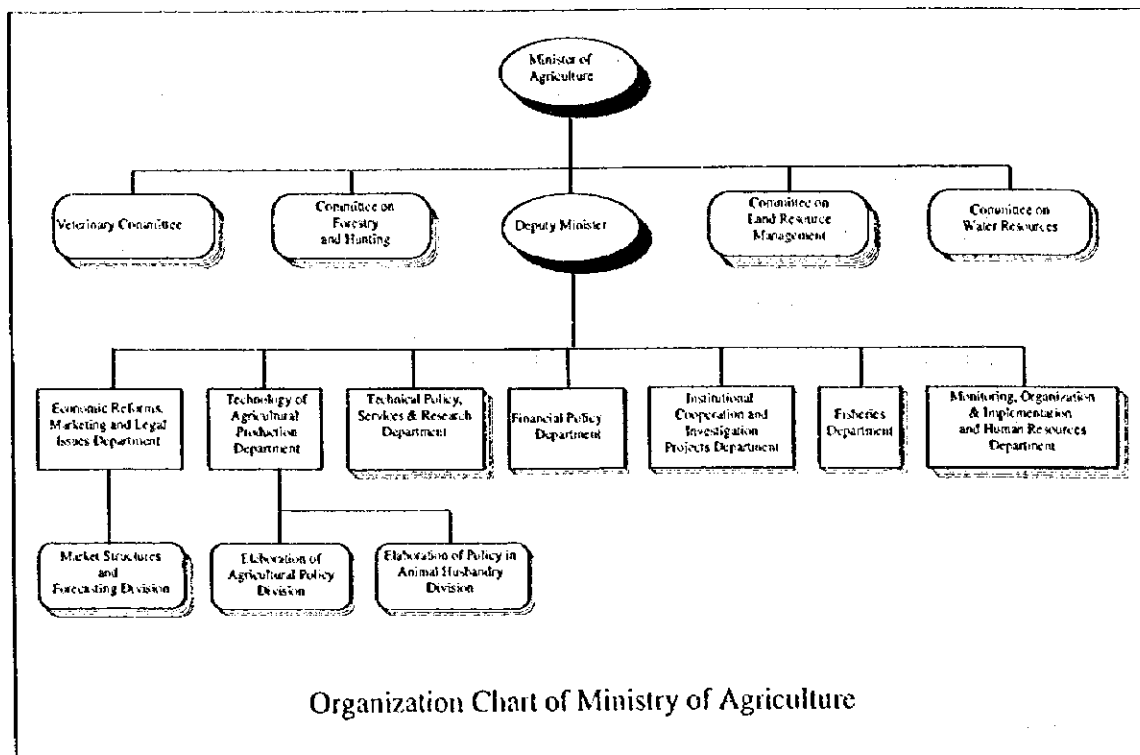 Minister of
Agriculture
Veterinary Committee
Committee on
Forestry
and Hunting
Deputy Minister
Committee on
Land Resource
Management
Committee on
Water Resources
Economic Reforms,
Marketing and Legal
Issues Department
Technology of
Agricultural
Production
Department
Technical Policy,
Services & Research
Department
Financial Policy
Department
Institutional
Cooperation and
Investigation
Projects Department
Fisheries
Department
Monitoring, Organization
& Implementation
and Human Resources
Department
Market Structures
and
Forecasting Division
Elaboration of
Agricultural Policy
Division
Elaboration of Policy in
Animal Husbandry
Division
Organization Chart of Ministry of Agriculture